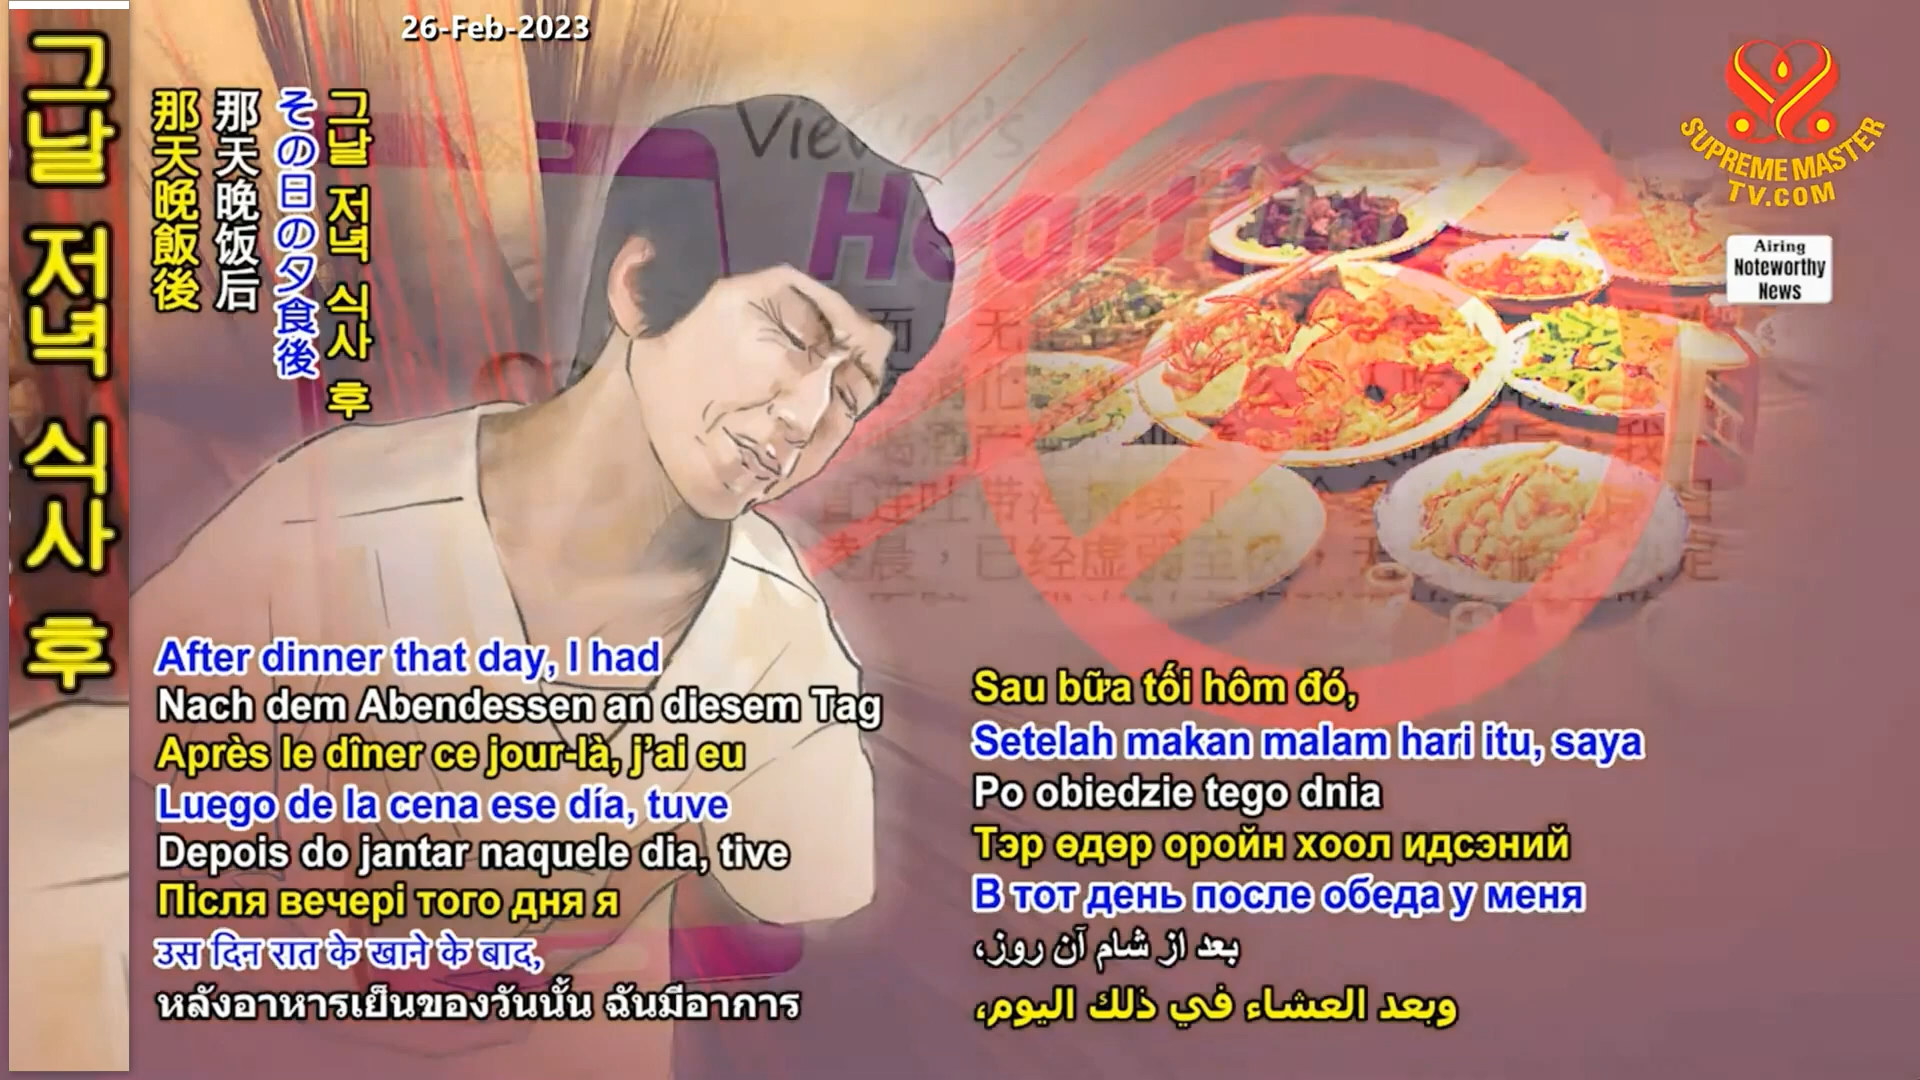 26-Feb-2023
그날 저녁 식사 후
그날 저녁 식사 후
その日の夕食後
那天晚饭后
那天晚飯後
Viewer's
Heart
SUPREME MASTER
TV.COM
Airing
Noteworthy
News
After dinner that day, I had
Nach dem Abendessen an diesem Tag
Après le dîner ce jour-là, j'ai eu
Luego de la cena ese día, tuve
Depois do jantar naquele dia, tive
Після вечері того дня я
उस दिन रात के खाने के बाद,
หลังอาหารเย็นของวันนั้น ฉันมีอาการ
Sau bữa tối hôm đó,
Setelah makan malam hari itu, saya
Po obiedzie tego dnia
Тэр өдөр оройн хоол идсэний
В тот день после обеда у меня
بعد از شام آن روز،
وبعد العشاء في ذلك اليوم،